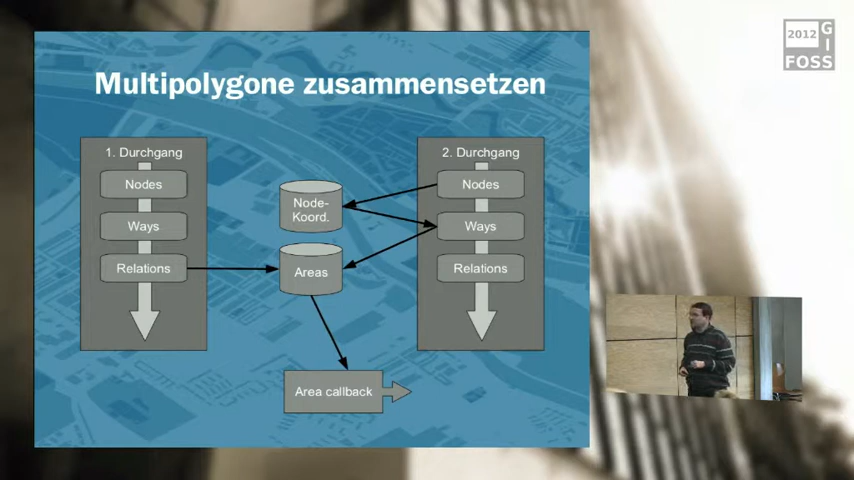 2012
GI
FOSS
Multipolygone zusammensetzen
1. Durchgang
Nodes
Ways
Relations
Node-
Koord.
Areas
Area callback
2. Durchgang
Nodes
Ways
Relations